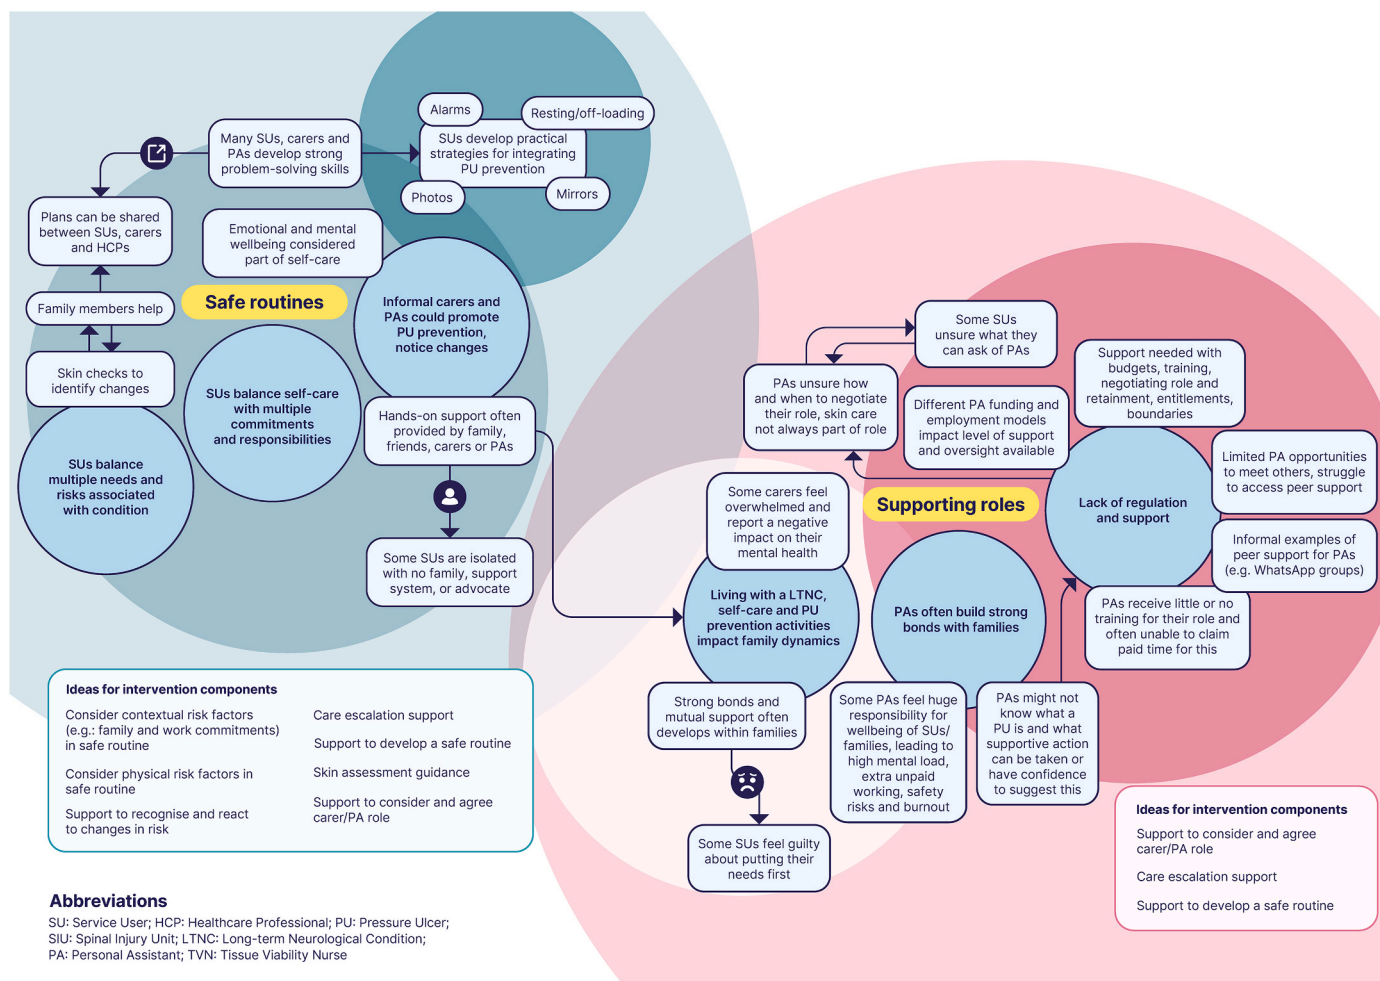 Alarms
Resting/off-loading
Many SUs, carers and
PAs develop strong
problem-solving skills
SUs develop practical
strategies for integrating
PU prevention
Photos
Mirrors
Plans can be shared
between SUs, carers
and HCPs
Emotional and mental
wellbeing considered
part of self-care
Family members help
Safe routines
Informal carers and
PAs could promote
PU prevention,
notice changes
Skin checks to
identify changes
SUs balance self-care
with multiple
commitments
and responsibilities
Hands-on support often
provided by family,
friends, carers or PAs
SUs balance
multiple needs and
risks associated
with condition
Some SUs are isolated
with no family, support
system, or advocate
Some SUs
unsure what they
can ask of PAs
PAs unsure how
and when to negotiate
their role, skin care
not always part of role
Different PA funding and
employment models
impact level of support
and oversight available
Support needed with
budgets, training,
negotiating role and
retainment, entitlements,
boundaries
Limited PA opportunities
to meet others, struggle
to access peer support
Some carers feel
overwhelmed and
report a negative
impact on their
mental health
Supporting roles
Lack of regulation
and support
Informal examples of
peer support for PAs
(e.g. WhatsApp groups)
Living with a LTNC,
self-care and PU
prevention activities
impact family dynamics
PAs often build strong
bonds with families
PAs receive little or no
training for their role and
often unable to claim
paid time for this
Strong bonds and
mutual support often
develops within families
Some PAs feel huge
responsibility for
wellbeing of SUs/
families, leading to
high mental load,
extra unpaid
working, safety
risks and burnout
PAs might not
know what a
PU is and what
supportive action
can be taken or
have confidence
to suggest this
Some SUs feel guilty
about putting their
needs first
Ideas for intervention components
Consider contextual risk factors
(e.g.: family and work commitments)
in safe routine
Consider physical risk factors in
safe routine
Support to recognise and react
to changes in risk
Care escalation support
Support to develop a safe routine
Skin assessment guidance
Support to consider and agree
carer/PA role
Ideas for intervention components
Support to consider and agree
carer/PA role
Care escalation support
Support to develop a safe routine
Abbreviations
SU: Service User; HCP: Healthcare Professional; PU: Pressure Ulcer;
SIU: Spinal Injury Unit; LTNC: Long-term Neurological Condition;
PA: Personal Assistant; TVN: Tissue Viability Nurse